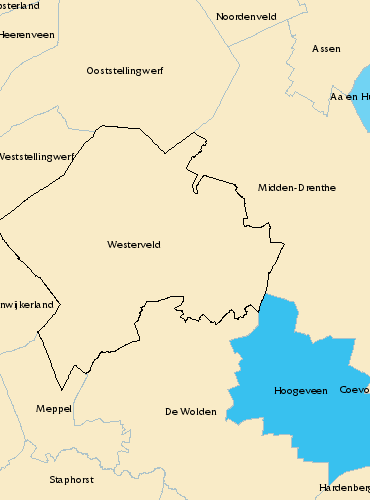 osterland
Noordenveld
Heerenveen
Assen
Ooststellingwerf
Aa en Hu
Weststellingwerf
Midden-Drenthe
Westerveld
nwijkerland
Hoogeveen
Coevo
Meppel
De Wolden
Staphorst
Hardenberg